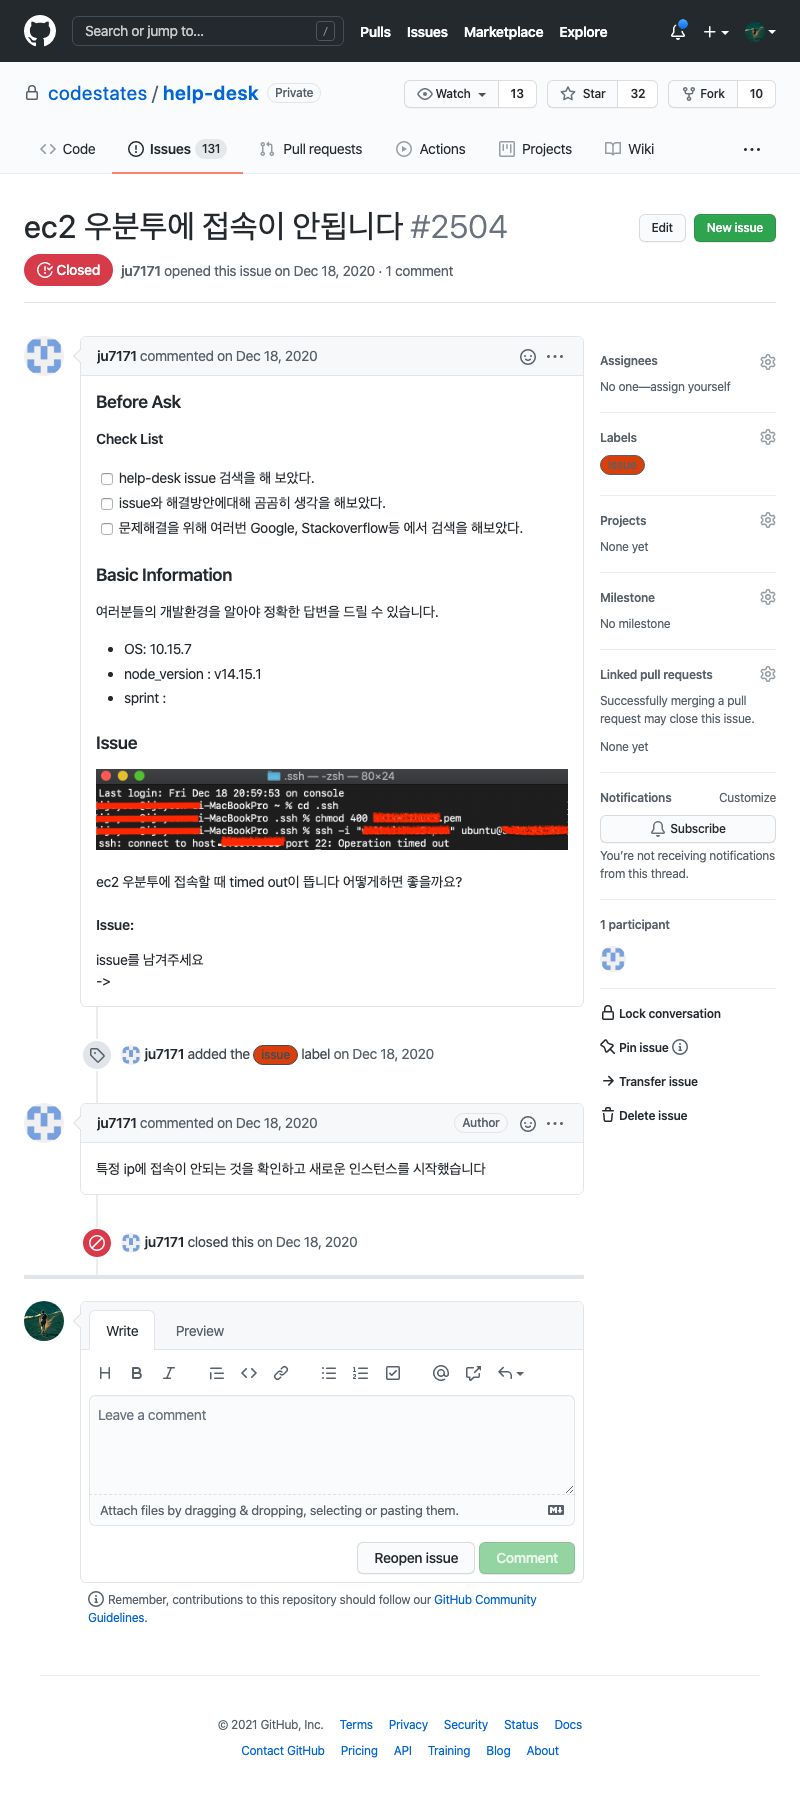 Search or jump to...
/
Pulls Issues Marketplace Explore
codestates / help-desk Private
Watch 13 Star 32 Fork 10
Code Issues 131 Pull requests Actions Projects Wiki
ec2 우분투에 접속이 안됩니다 #2504
Edit New issue
Closed ju7171 opened this issue on Dec 18, 2020 · 1 comment
ju7171 commented on Dec 18, 2020
Before Ask
Check List
help-desk issue 검색을 해 보았다.
issue와 해결방안에대해 곰곰히 생각을 해보았다.
문제해결을 위해 여러번 Google, Stackoverflow등 에서 검색을 해보았다.
Basic Information
여러분들의 개발환경을 알아야 정확한 답변을 드릴 수 있습니다.
OS: 10.15.7
node_version : v14.15.1
sprint :
Issue
.ssh — -zsh — 80×24
Last login: Fri Dec 18 20:59:53 on console
i-MacBookPro ~ % cd .ssh
i-MacBookPro .ssh % chmod 400 .pem
i-MacBookPro .ssh % ssh -i " " ubuntu@
ssh: connect to host port 22: Operation timed out
ec2 우분투에 접속할 때 timed out이 뜹니다 어떻게하면 좋을까요?
Issue:
issue를 남겨주세요
->
ju7171 added the issue label on Dec 18, 2020
ju7171 commented on Dec 18, 2020 Author
특정 ip에 접속이 안되는 것을 확인하고 새로운 인스턴스를 시작했습니다
ju7171 closed this on Dec 18, 2020
Write Preview
H B I
Leave a comment
Attach files by dragging & dropping, selecting or pasting them.
Reopen issue Comment
Remember, contributions to this repository should follow our GitHub Community
Guidelines.
Assignees
No one—assign yourself
Labels
issue
Projects
None yet
Milestone
No milestone
Linked pull requests
Successfully merging a pull
request may close this issue.
None yet
Notifications Customize
Subscribe
You're not receiving notifications
from this thread.
1 participant
Lock conversation
Pin issue
Transfer issue
Delete issue
© 2021 GitHub, Inc. Terms Privacy Security Status Docs
Contact GitHub Pricing API Training Blog About